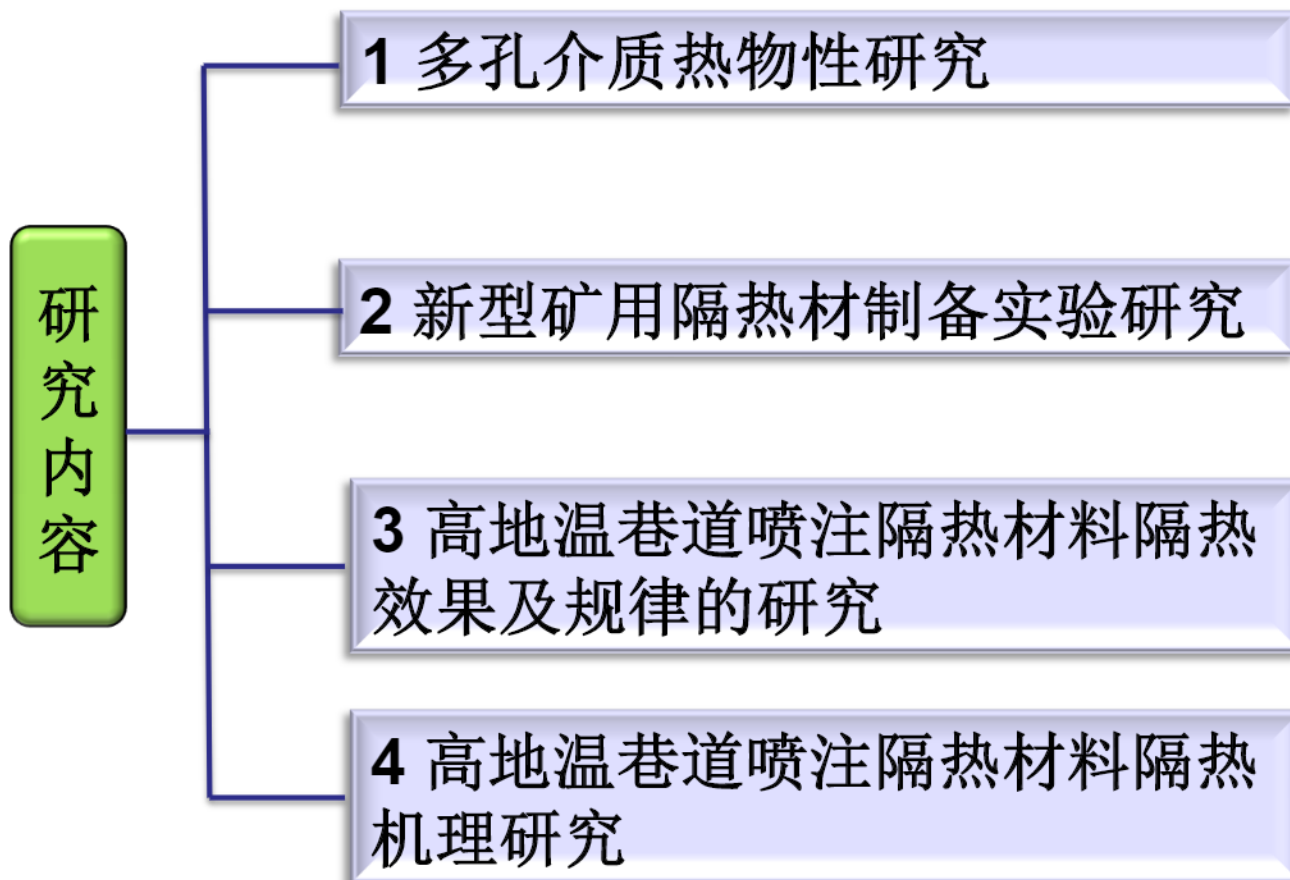 研究内容
1 多孔介质热物性研究
2 新型矿用隔热材制备实验研究
3 高地温巷道喷注隔热材料隔热
效果及规律的研究
4 高地温巷道喷注隔热材料隔热
机理研究